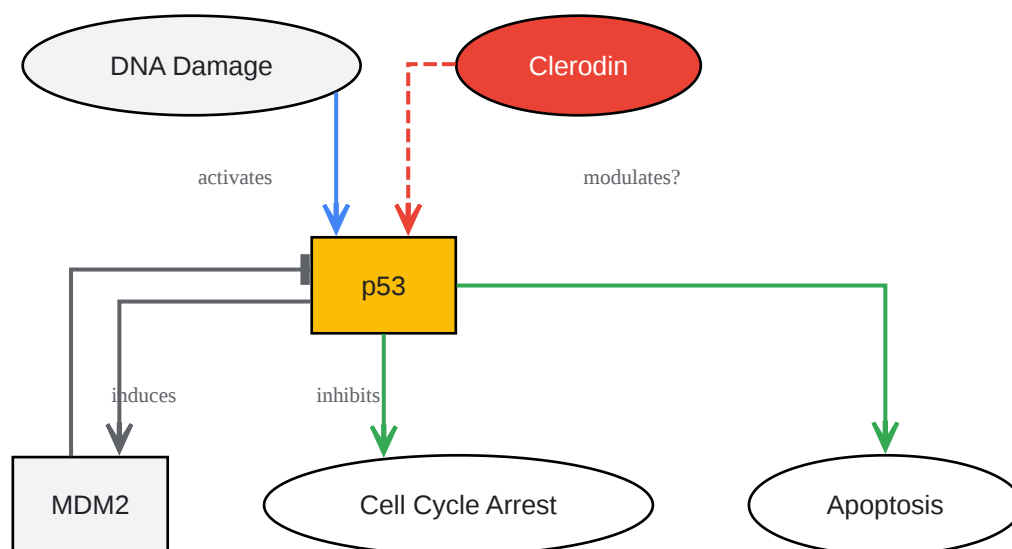 DNA Damage
Clerodin
activates
modulates?
p53
induces
inhibits
MDM2
Cell Cycle Arrest
Apoptosis